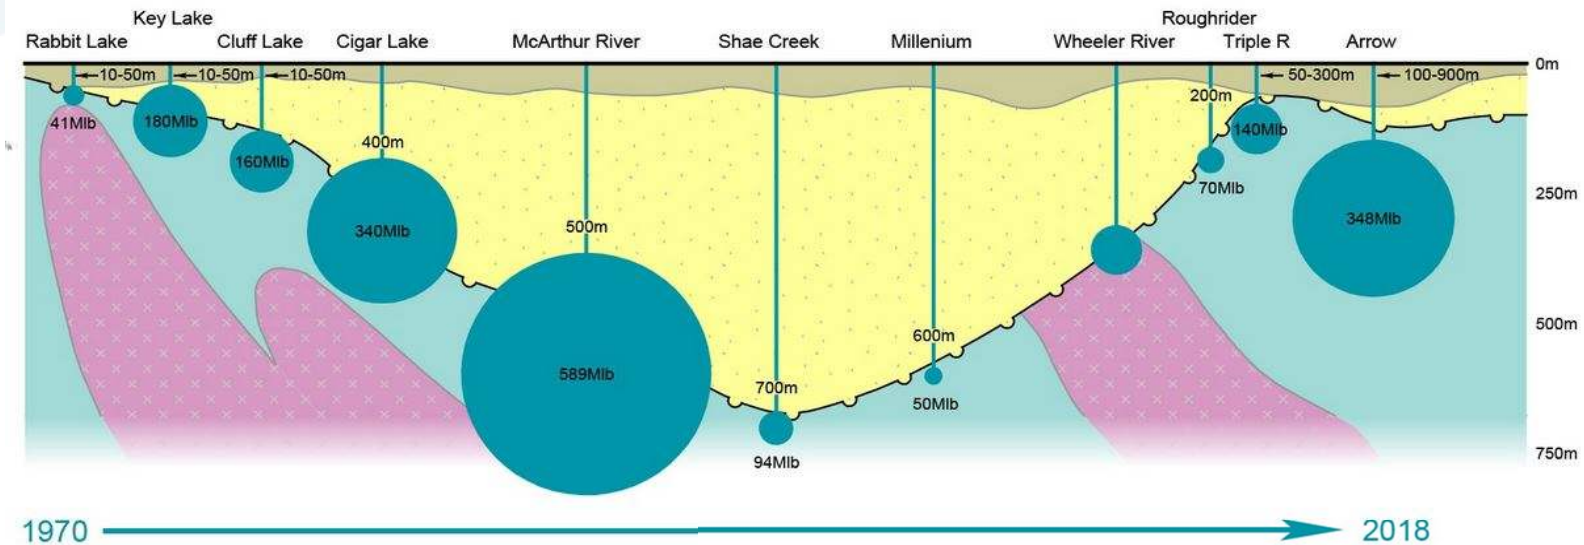 Key Lake
Roughrider
Rabbit Lake
Cluff Lake
Cigar Lake
McArthur River
Shae Creek
Millenium
Wheeler River
Triple R
Arrow
0m
10-50m
10-50m
10-50m
50-300m
100-900m
200m
41Mlb
180Mlb
140Mlb
400m
160Mlb
70Mlb
250m
340Mlb
500m
348Mlb
500m
600m
589Mlb
700m
50Mlb
94Mlb
750m
1970
2018